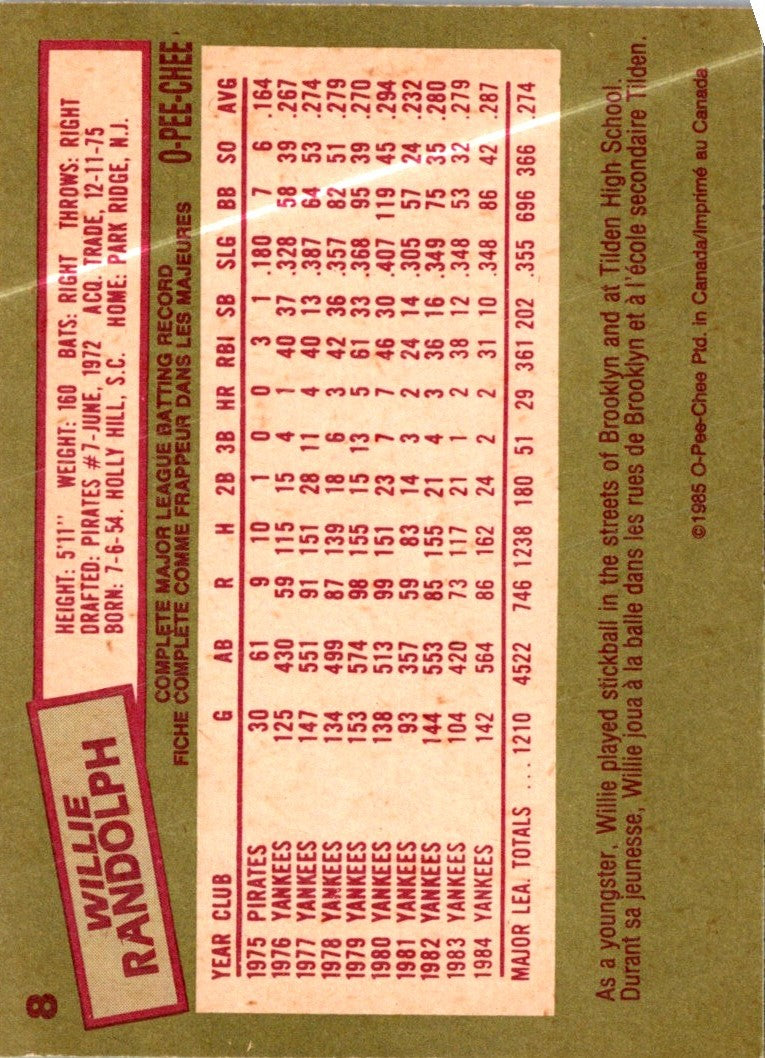 8
WILLIE
RANDOLPH
HEIGHT: 5'11" WEIGHT: 160 BATS: RIGHT THROWS: RIGHT
DRAFTED: PIRATES #7-JUNE, 1972 ACQ. TRADE, 12-11-75
BORN: 7-6-54. HOLLY HILL, S.C. HOME: PARK RIDGE, N.J.
COMPLETE MAJOR LEAGUE BATTING RECORD
FICHE COMPLÈTE COMME FRAPPEUR DANS LES MAJEURES
O-PEE-CHEE
YEAR CLUB G AB R H 2B 3B HR RBI SB SLG BB SO AVG
1975 PIRATES 30 61 9 10 1 0 0 3 1 .180 7 6 .164
1976 YANKEES 125 430 59 115 15 4 1 40 37 .328 58 39 .267
1977 YANKEES 147 551 91 151 28 11 4 40 13 .387 64 53 .274
1978 YANKEES 134 499 87 139 18 6 3 42 36 .357 82 51 .279
1979 YANKEES 153 574 98 155 15 13 5 61 33 .368 95 39 .270
1980 YANKEES 138 513 99 151 23 7 7 46 30 .407 119 45 .294
1981 YANKEES 93 357 59 83 14 3 2 24 14 .305 57 24 .232
1982 YANKEES 144 553 85 155 21 4 3 36 16 .349 75 35 .280
1983 YANKEES 104 420 73 117 21 1 2 38 12 .348 53 32 .279
1984 YANKEES 142 564 86 162 24 2 2 31 10 .348 86 42 .287
MAJOR LEA. TOTALS ... 1210 4522 746 1238 180 51 29 361 202 .355 696 366 .274
As a youngster, Willie played stickball in the streets of Brooklyn and at Tilden High School.
Durant sa jeunesse, Willie joua à la balle dans les rues de Brooklyn et à l'école secondaire Tilden.
©1985 O-Pee-Chee Ptd. in Canada/Imprimé au Canada